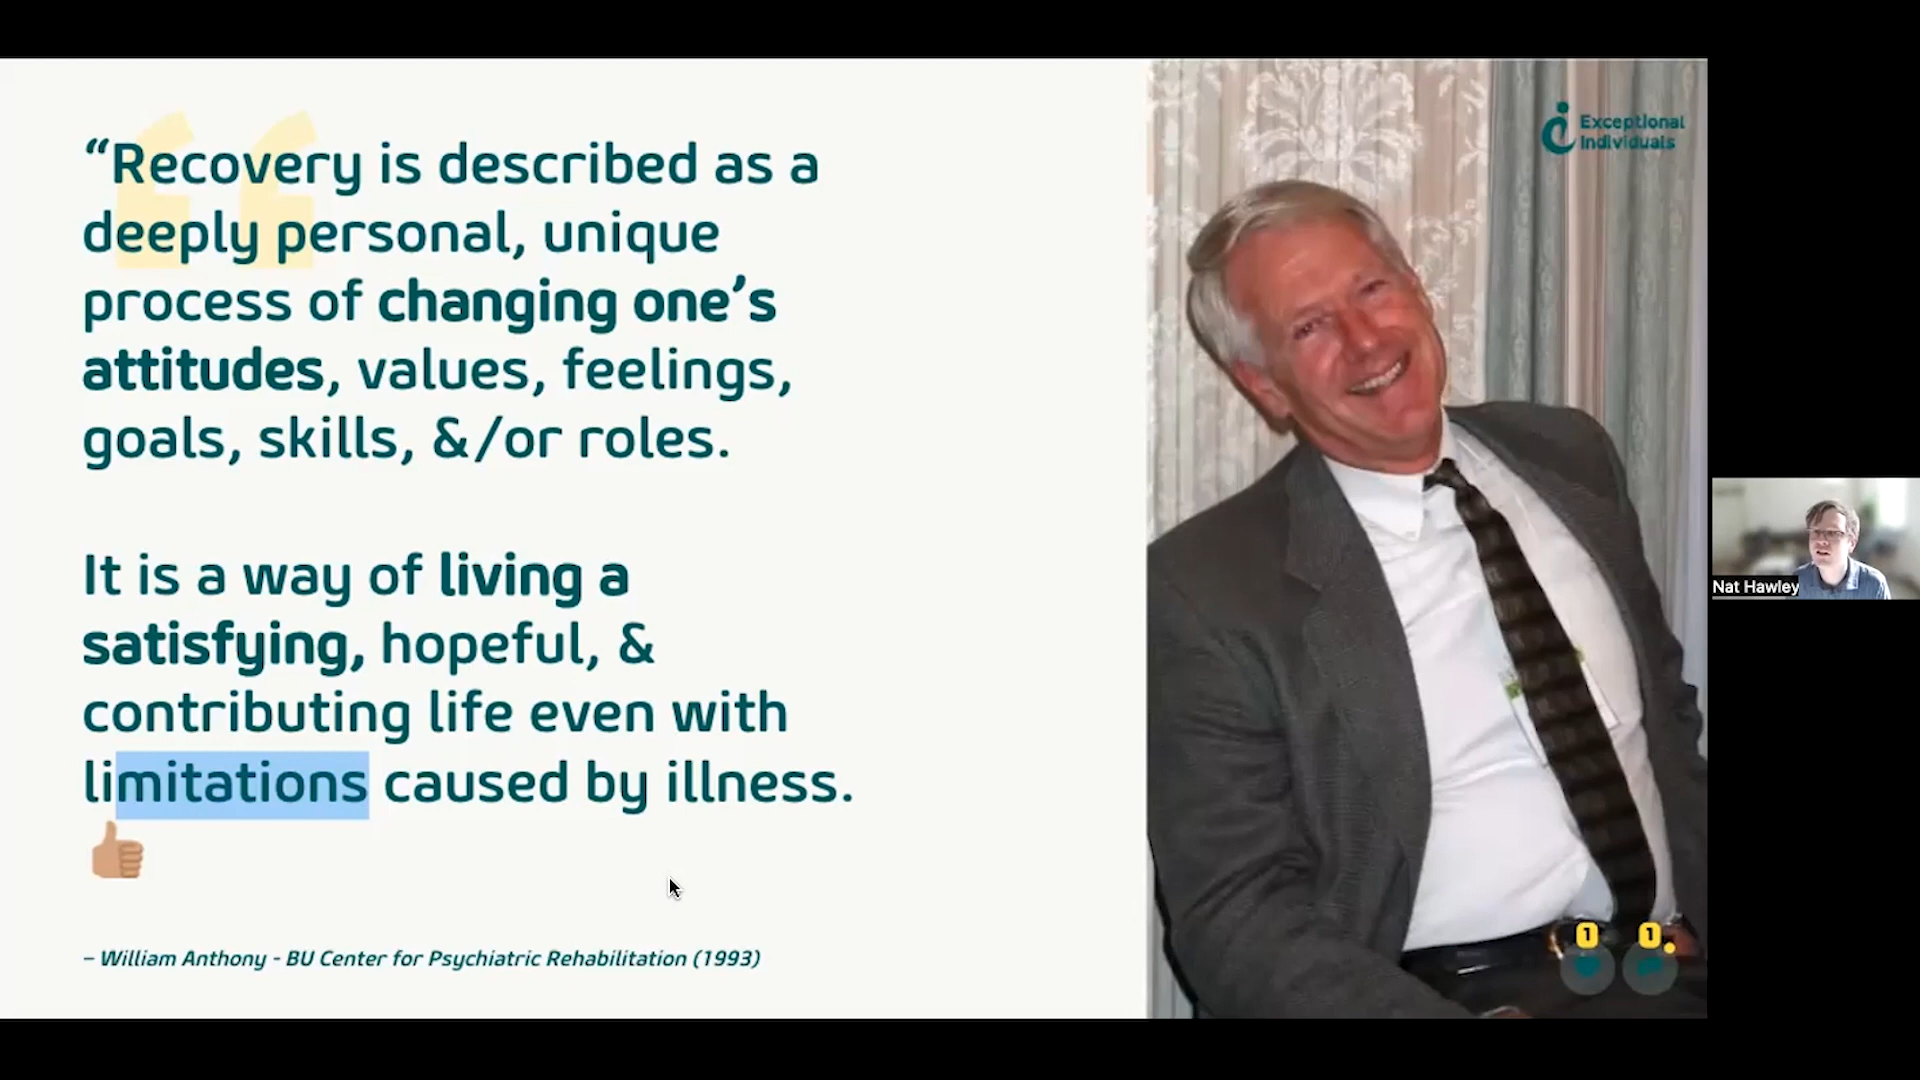 “Recovery is described as a
deeply personal, unique
process of changing one’s
attitudes, values, feelings,
goals, skills, &/or roles.
It is a way of living a
satisfying, hopeful, &
contributing life even with
limitations caused by illness.
– William Anthony - BU Center for Psychiatric Rehabilitation (1993)
Exceptional
Individuals
1 1
Nat Hawley